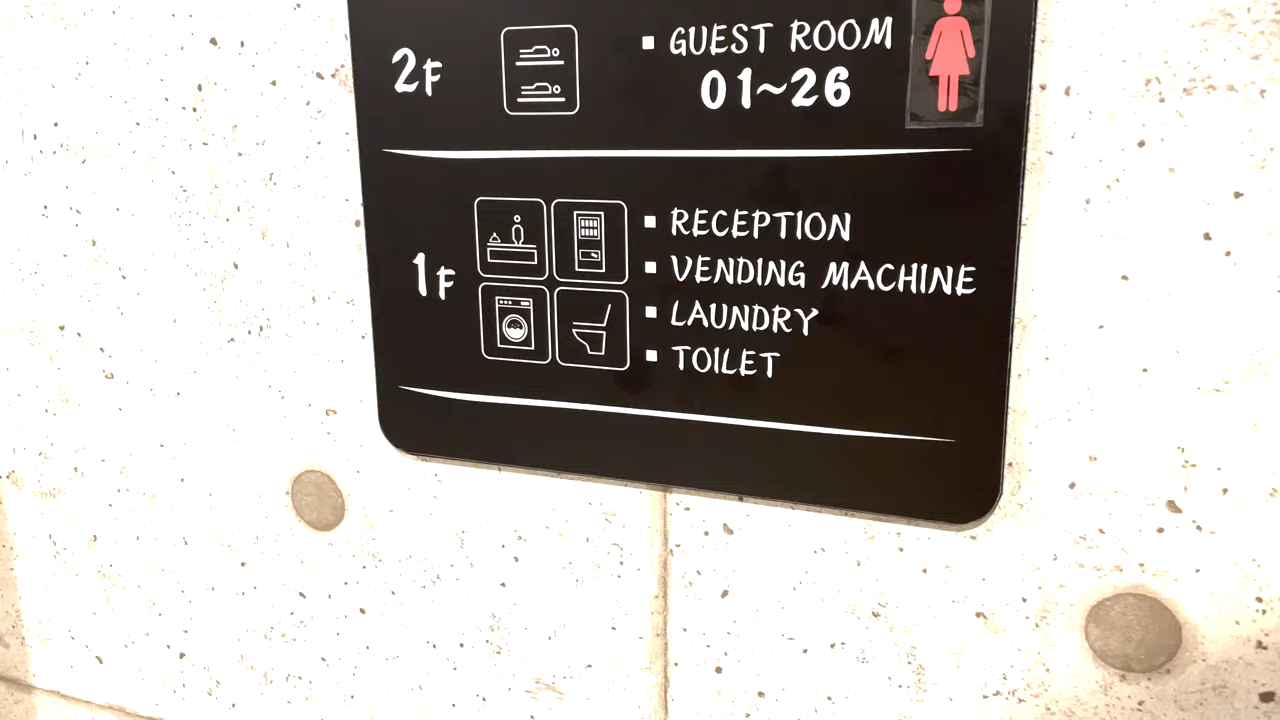 2F
▪ GUEST ROOM
01~26
1F
▪ RECEPTION
▪ VENDING MACHINE
▪ LAUNDRY
▪ TOILET